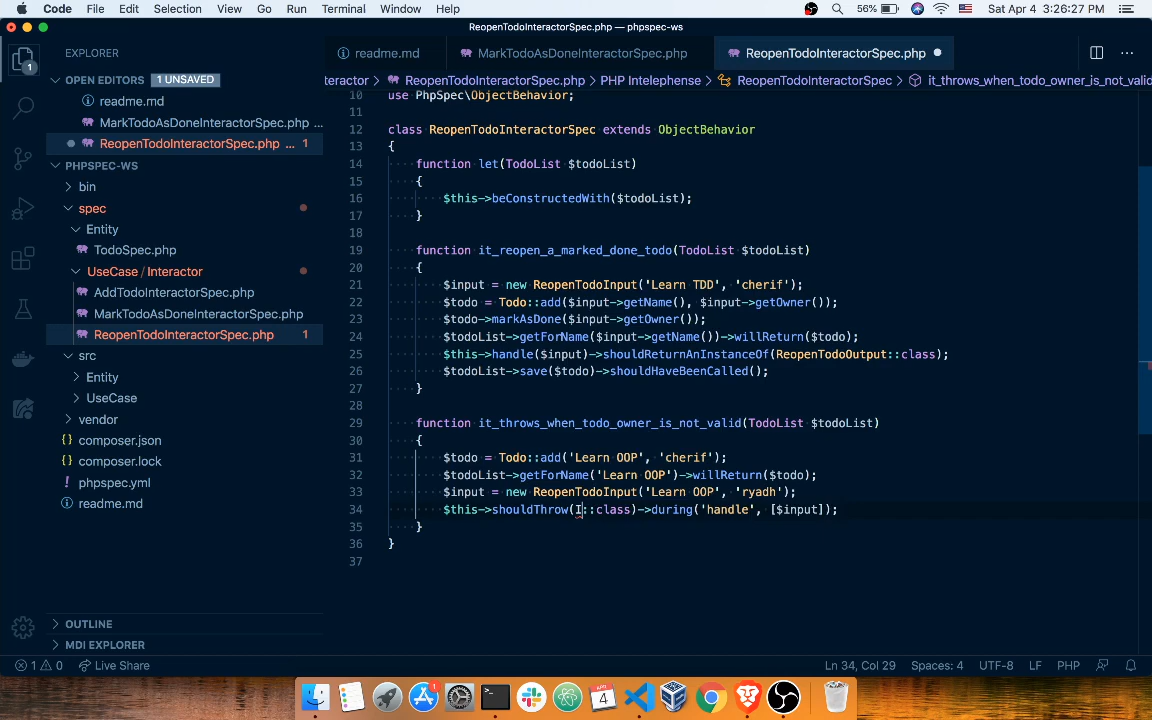 Code File Edit Selection View Go Run Terminal Window Help 56% Sat Apr 4 3:26:27 PM
ReopenTodoInteractorSpec.php — phpspec-ws
1
EXPLORER
OPEN EDITORS 1 UNSAVED
readme.md
MarkTodoAsDoneInteractorSpec.php ...
ReopenTodoInteractorSpec.php ... 1
PHPSPEC-WS
bin
spec
Entity
TodoSpec.php
UseCase / Interactor
AddTodoInteractorSpec.php
MarkTodoAsDoneInteractorSpec.php
ReopenTodoInteractorSpec.php 1
src
Entity
UseCase
vendor
composer.json
composer.lock
phpspec.yml
readme.md
OUTLINE
MDI EXPLORER
readme.md MarkTodoAsDoneInteractorSpec.php ReopenTodoInteractorSpec.php
teractor > ReopenTodoInteractorSpec.php > PHP Intelephense > ReopenTodoInteractorSpec > it_throws_when_todo_owner_is_not_valid
10 use PhpSpec\ObjectBehavior;
11
12 class ReopenTodoInteractorSpec extends ObjectBehavior
13 {
14 function let(TodoList $todoList)
15 {
16 $this->beConstructedWith($todoList);
17 }
18
19 function it_reopen_a_marked_done_todo(TodoList $todoList)
20 {
21 $input = new ReopenTodoInput('Learn TDD', 'cherif');
22 $todo = Todo::add($input->getName(), $input->getOwner());
23 $todo->markAsDone($input->getOwner());
24 $todoList->getForName($input->getName())->willReturn($todo);
25 $this->handle($input)->shouldReturnAnInstanceOf(ReopenTodoOutput::class);
26 $todoList->save($todo)->shouldHaveBeenCalled();
27 }
28
29 function it_throws_when_todo_owner_is_not_valid(TodoList $todoList)
30 {
31 $todo = Todo::add('Learn OOP', 'cherif');
32 $todoList->getForName('Learn OOP')->willReturn($todo);
33 $input = new ReopenTodoInput('Learn OOP', 'ryadh');
34 $this->shouldThrow(I::class)->during('handle', [$input]);
35 }
36 }
37
1 0 Live Share Ln 34, Col 29 Spaces: 4 UTF-8 LF PHP
1 APR 4